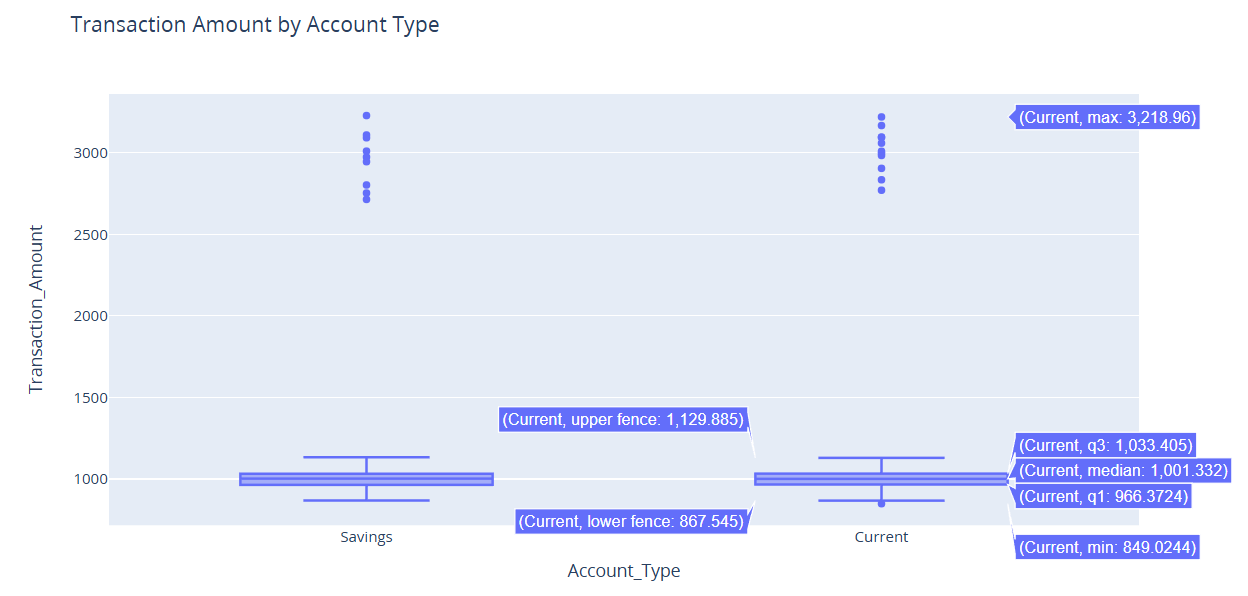 Transaction Amount by Account Type
(Current, max: 3,218.96)
3000
2500
2000
1500
1000
Transaction_Amount
(Current, upper fence: 1,129.885)
(Current, q3: 1,033.405)
(Current, median: 1,001.332)
(Current, q1: 966.3724)
(Current, lower fence: 867.545)
(Current, min: 849.0244)
Savings
Current
Account_Type